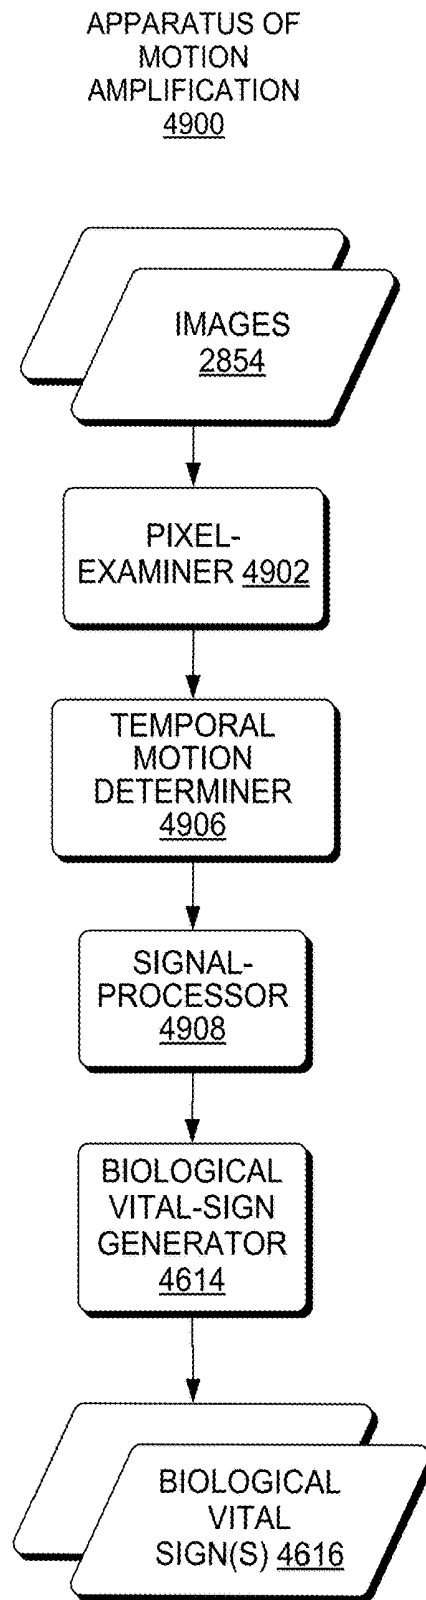 APPARATUS OF
MOTION
AMPLIFICATION
4900
IMAGES
2854
PIXEL-
EXAMINER 4902
TEMPORAL
MOTION
DETERMINER
4906
SIGNAL-
PROCESSOR
4908
BIOLOGICAL
VITAL-SIGN
GENERATOR
4614
BIOLOGICAL
VITAL
SIGN(S) 4616